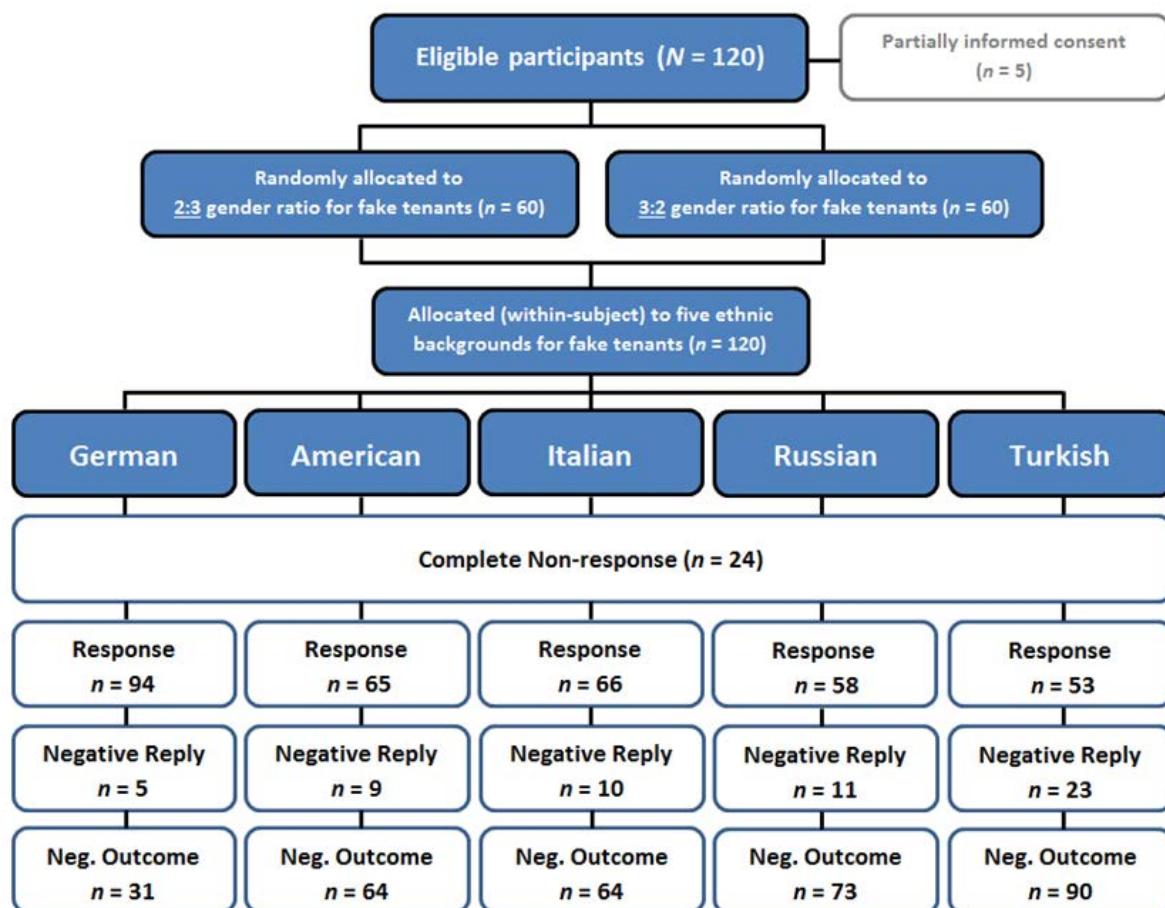 Eligible participants (N = 120)
Partially informed consent
(n = 5)
Randomly allocated to
2:3 gender ratio for fake tenants (n = 60)
Randomly allocated to
3:2 gender ratio for fake tenants (n = 60)
Allocated (within-subject) to five ethnic
backgrounds for fake tenants (n = 120)
German
American
Italian
Russian
Turkish
Complete Non-response (n = 24)
Response
n = 94
Response
n = 65
Response
n = 66
Response
n = 58
Response
n = 53
Negative Reply
n = 5
Negative Reply
n = 9
Negative Reply
n = 10
Negative Reply
n = 11
Negative Reply
n = 23
Neg. Outcome
n = 31
Neg. Outcome
n = 64
Neg. Outcome
n = 64
Neg. Outcome
n = 73
Neg. Outcome
n = 90